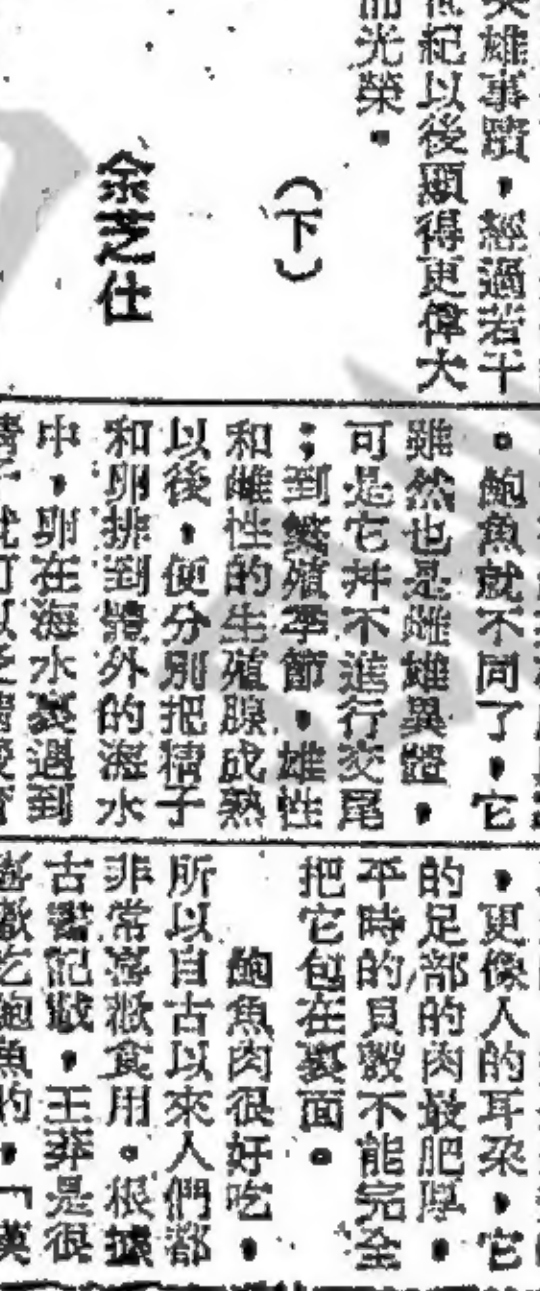 英雄事蹟，經過若干
世紀以後顯得更偉大
而光榮。
（下）
余芝仕
。鮑魚就不同了，它
雖然也是雌雄異體，
可是它并不進行交尾
；到繁殖季節，雄性
和雌性的生殖腺成熟
以後，便分別把精子
和卵排到體外的海水
中，卵在海水裏遇到
精子就可以受精發育
，更像人的耳朵，它
的足部的肉最肥厚，
平時的貝殼不能完全
把它包在裏面。
鮑魚肉很好吃，
所以自古以來人們都
非常喜歡食用。根據
古書記載，王莽是很
喜歡吃鮑魚的，「漢